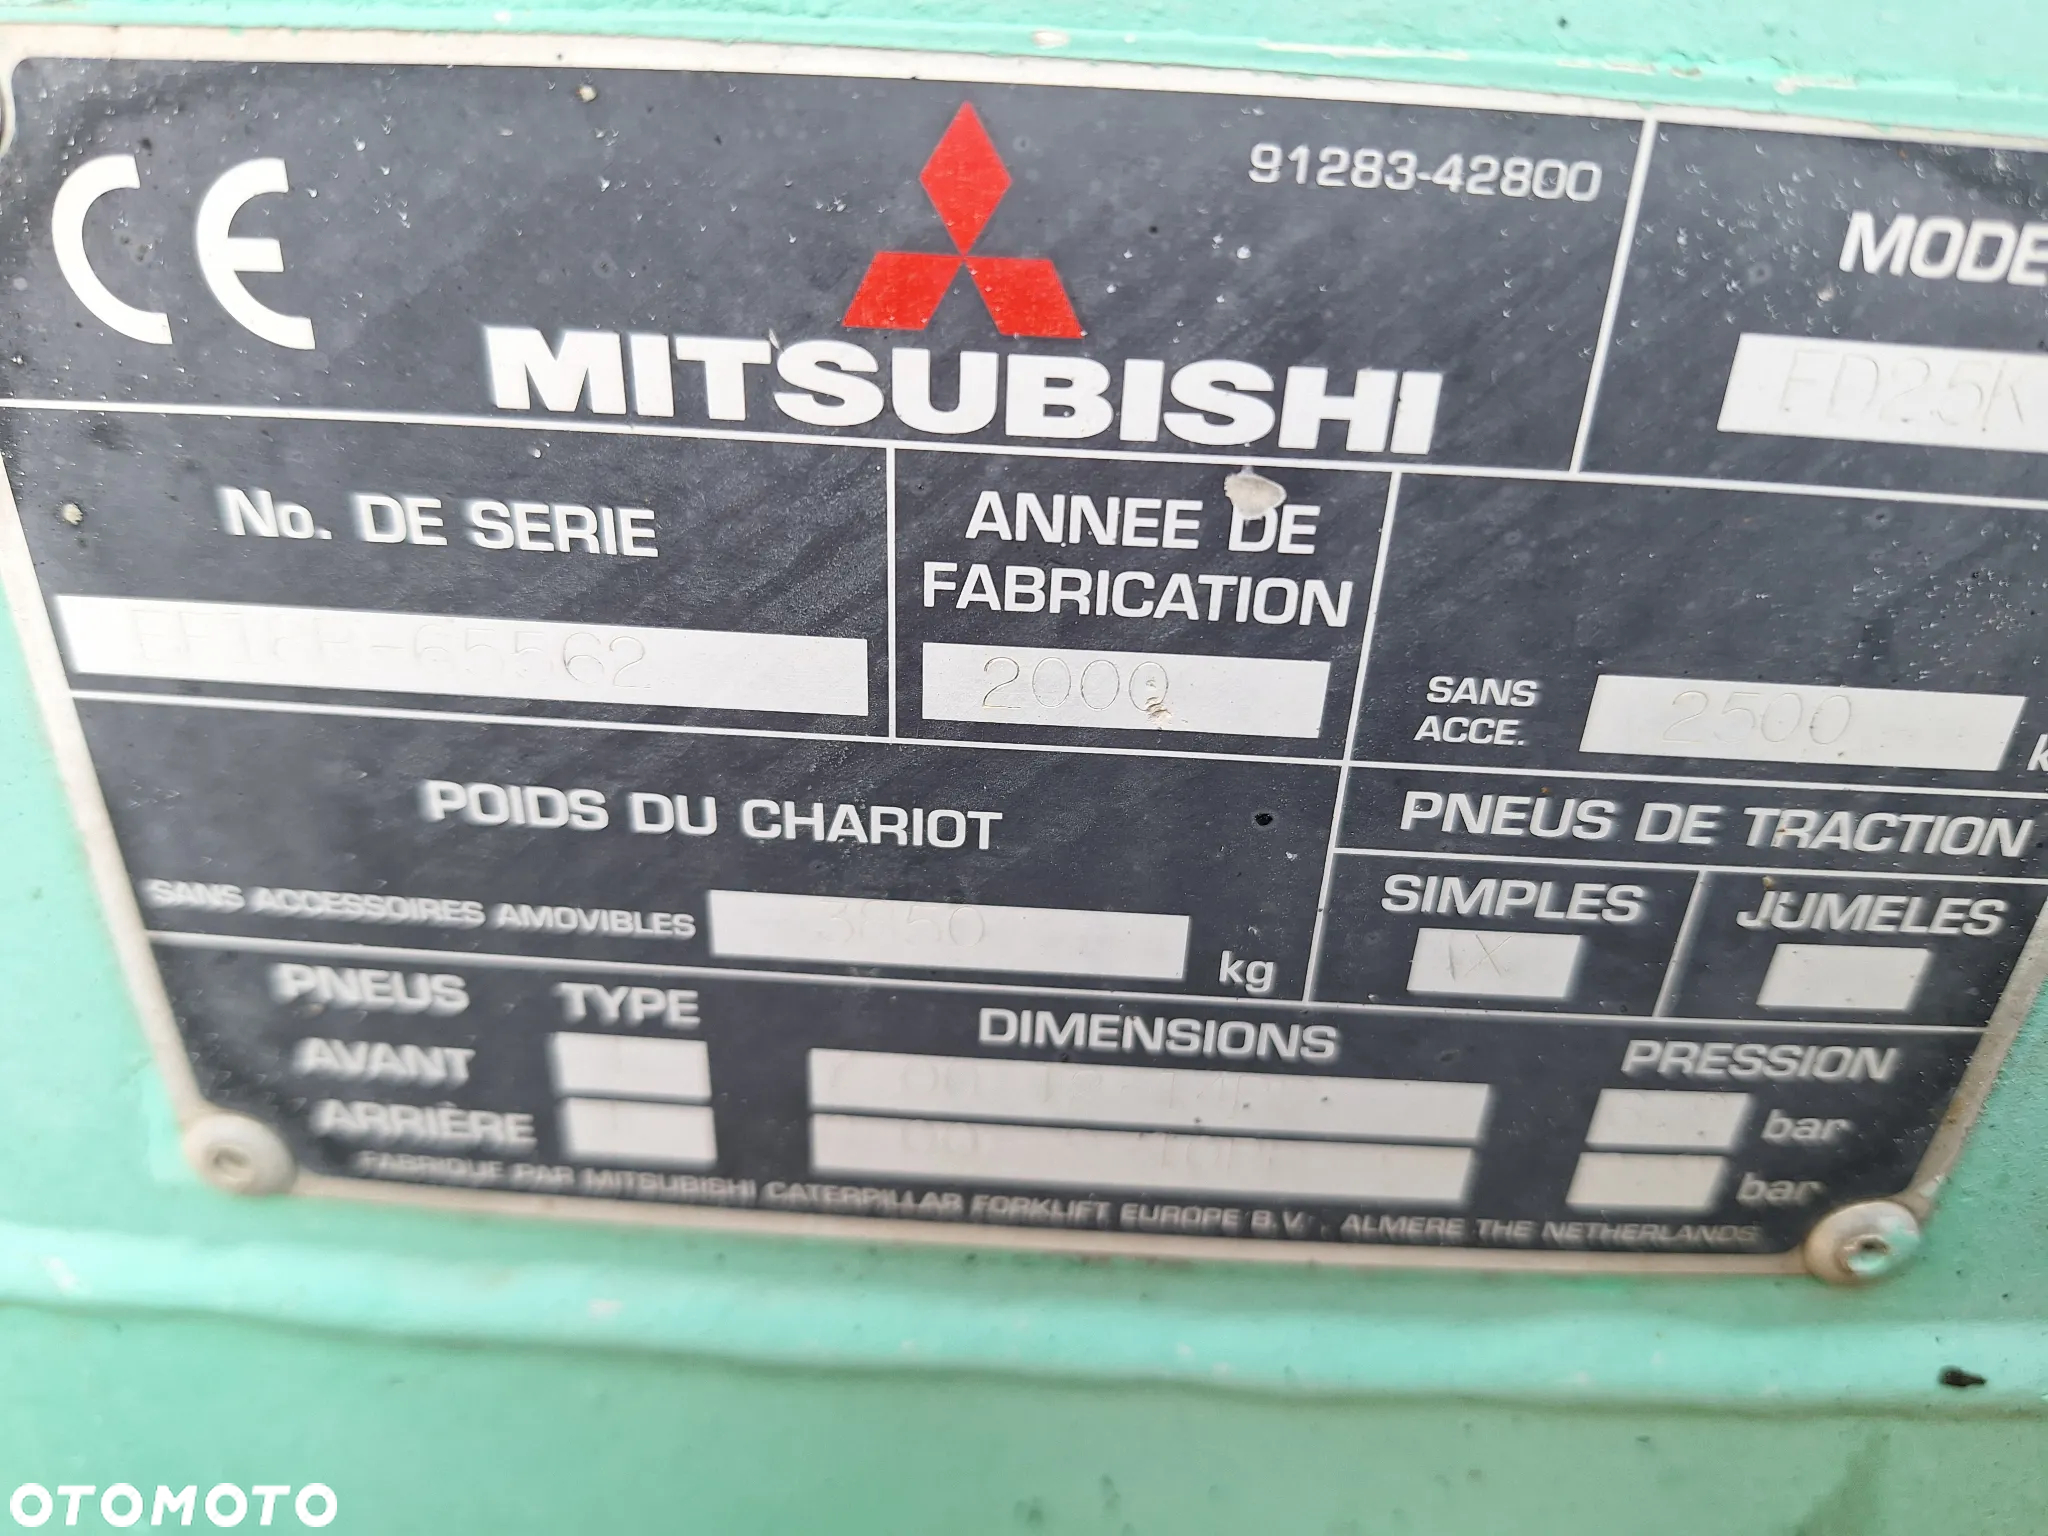 CE
MITSUBISHI
91283-42800
MODE
FD25K
No. DE SERIE
-65562
ANNEE DE
FABRICATION
2000
SANS
ACCE.
2500
k
POIDS DU CHARIOT
SANS ACCESSOIRES AMOVIBLES
kg
PNEUS DE TRACTION
SIMPLES
X
JUMELES
PNEUS
TYPE
DIMENSIONS
PRESSION
AVANT
bar
ARRIÈRE
bar
FABRIQUE PAR MITSUBISHI CATERPILLAR FORKLIFT EUROPE B.V. , ALMERE THE NETHERLANDS
OTOMOTO